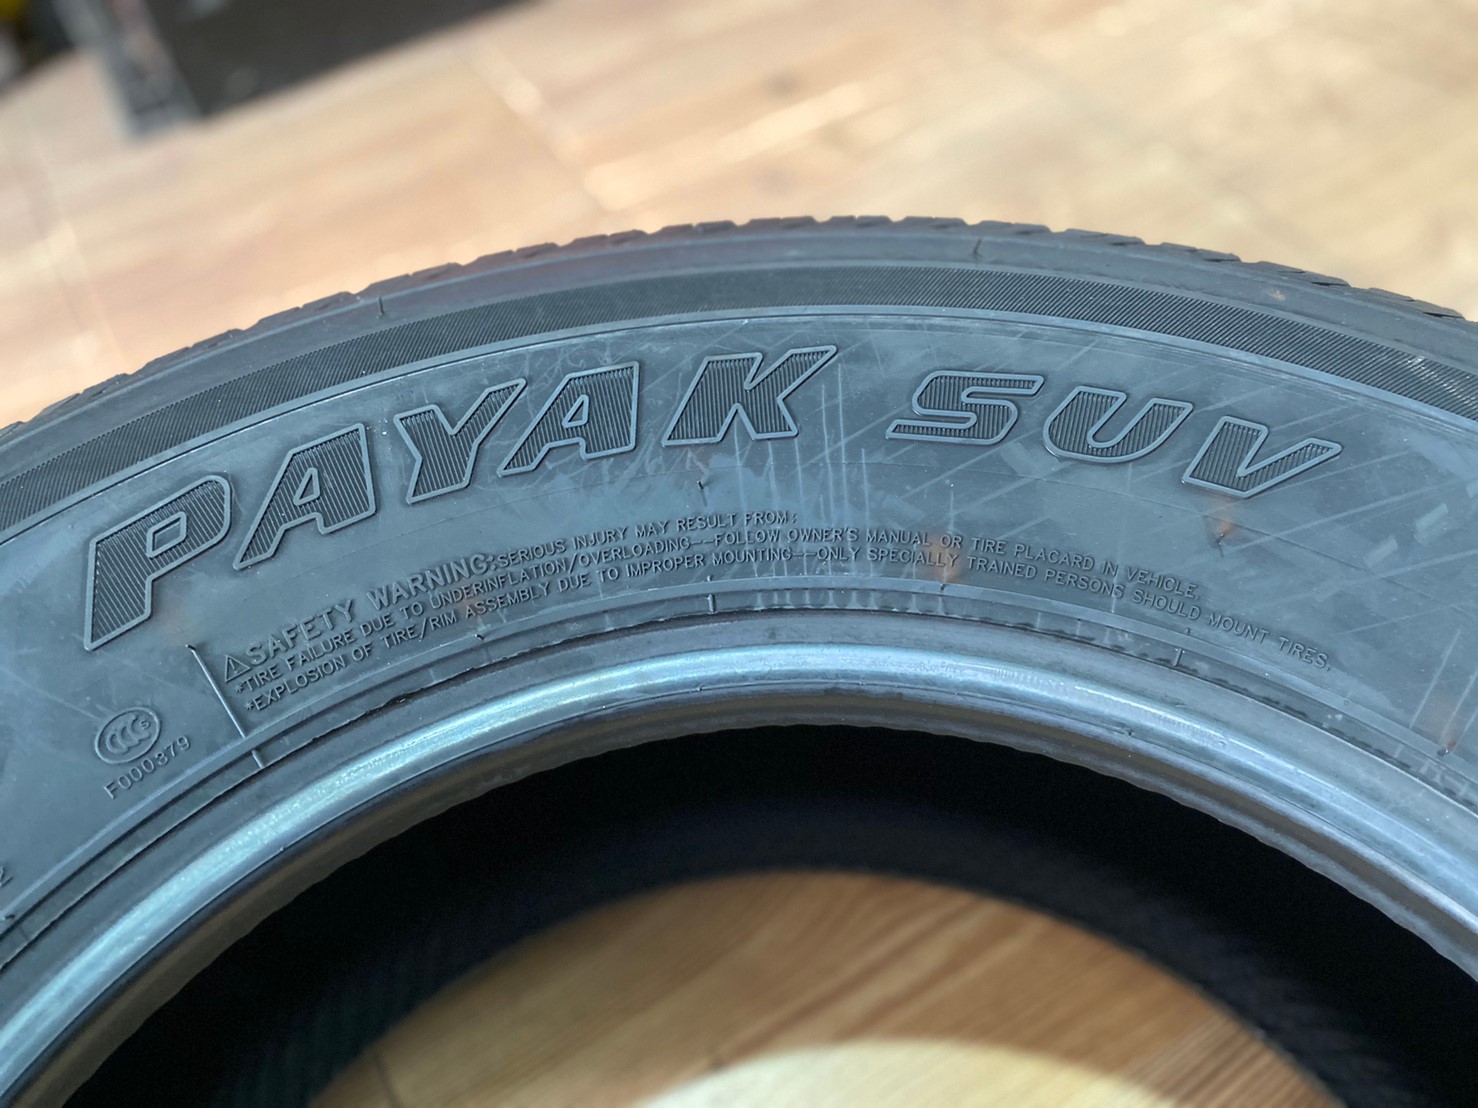 PAYAK SUV
⚠SAFETY WARNING:SERIOUS INJURY MAY RESULT FROM:
*TIRE FAILURE DUE TO UNDERINFLATION/OVERLOADING--FOLLOW OWNER'S MANUAL OR TIRE PLACARD IN VEHICLE.
*EXPLOSION OF TIRE/RIM ASSEMBLY DUE TO IMPROPER MOUNTING--ONLY SPECIALLY TRAINED PERSONS SHOULD MOUNT TIRES.
CCC S
F000379
2